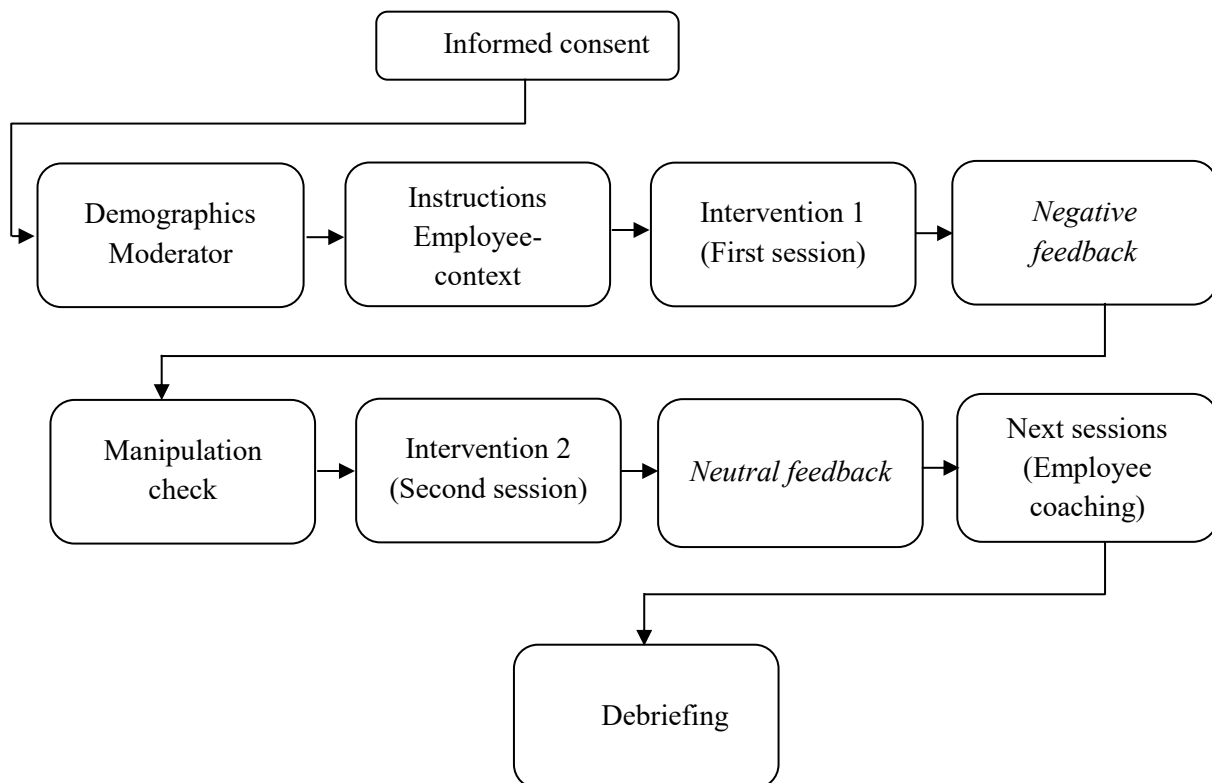 Informed consent
Demographics
Moderator
Instructions
Employee-
context
Intervention 1
(First session)
Negative
feedback
Manipulation
check
Intervention 2
(Second session)
Neutral feedback
Next sessions
(Employee
coaching)
Debriefing